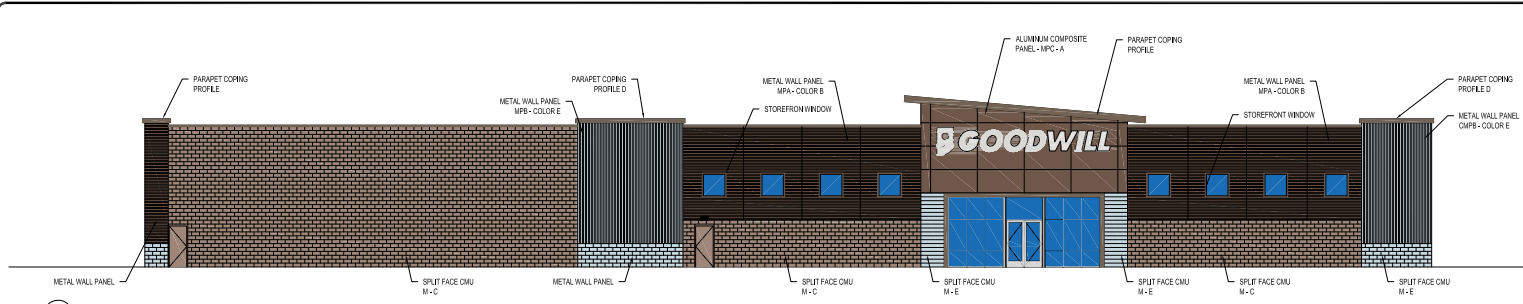 ALUMINUM COMPOSITE
PANEL - MPC - A
PARAPET COPING
PROFILE
PARAPET COPING
PROFILE
PARAPET COPING
PROFILE D
METAL WALL PANEL
MPA - COLOR B
METAL WALL PANEL
MPA - COLOR B
PARAPET COPING
PROFILE D
METAL WALL PANEL
MPB - COLOR E
STOREFRON WINDOW
STOREFRONT WINDOW
METAL WALL PANEL
CMPB - COLOR E
GOODWILL
METAL WALL PANEL
SPLIT FACE CMU
M - C
METAL WALL PANEL
SPLIT FACE CMU
M - C
SPLIT FACE CMU
M - E
SPLIT FACE CMU
M - E
SPLIT FACE CMU
M - C
SPLIT FACE CMU
M - E